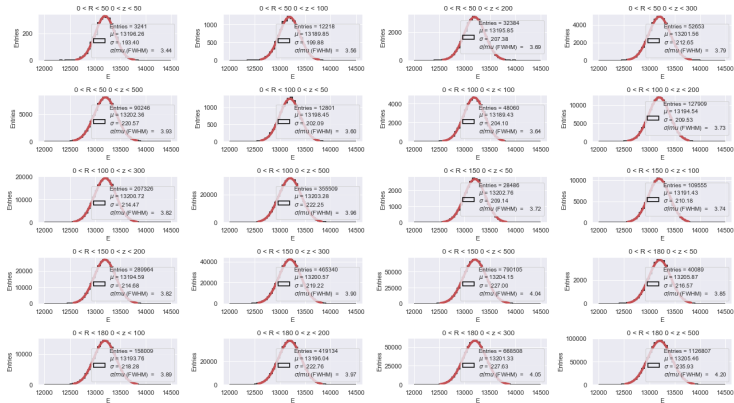 0 < R < 50 0 < z < 50
Entries = 3241
μ = 13198.26
σ = 193.40
σ/mu (FWHM) = 3.44
0 < R < 50 0 < z < 100
Entries = 12218
μ = 13189.85
σ = 199.88
σ/mu (FWHM) = 3.56
0 < R < 50 0 < z < 200
Entries = 32384
μ = 13195.85
σ = 207.38
σ/mu (FWHM) = 3.69
0 < R < 50 0 < z < 300
Entries = 52653
μ = 13201.56
σ = 212.65
σ/mu (FWHM) = 3.79
0 < R < 50 0 < z < 500
Entries = 90246
μ = 13202.36
σ = 220.57
σ/mu (FWHM) = 3.93
0 < R < 100 0 < z < 50
Entries = 12801
μ = 13198.45
σ = 202.09
σ/mu (FWHM) = 3.60
0 < R < 100 0 < z < 100
Entries = 48060
μ = 13189.43
σ = 204.10
σ/mu (FWHM) = 3.64
0 < R < 100 0 < z < 200
Entries = 127909
μ = 13194.54
σ = 209.53
σ/mu (FWHM) = 3.73
0 < R < 100 0 < z < 300
Entries = 207326
μ = 13200.72
σ = 214.47
σ/mu (FWHM) = 3.82
0 < R < 100 0 < z < 500
Entries = 355509
μ = 13203.26
σ = 222.25
σ/mu (FWHM) = 3.96
0 < R < 150 0 < z < 50
Entries = 28486
μ = 13202.76
σ = 209.14
σ/mu (FWHM) = 3.72
0 < R < 150 0 < z < 100
Entries = 109555
μ = 13191.43
σ = 210.16
σ/mu (FWHM) = 3.74
0 < R < 150 0 < z < 200
Entries = 289964
μ = 13194.59
σ = 214.68
σ/mu (FWHM) = 3.82
0 < R < 150 0 < z < 300
Entries = 465340
μ = 13200.57
σ = 219.22
σ/mu (FWHM) = 3.90
0 < R < 150 0 < z < 500
Entries = 790105
μ = 13204.15
σ = 227.00
σ/mu (FWHM) = 4.04
0 < R < 180 0 < z < 50
Entries = 40089
μ = 13205.87
σ = 216.57
σ/mu (FWHM) = 3.85
0 < R < 180 0 < z < 100
Entries = 158009
μ = 13193.76
σ = 218.28
σ/mu (FWHM) = 3.89
0 < R < 180 0 < z < 200
Entries = 419134
μ = 13196.04
σ = 222.76
σ/mu (FWHM) = 3.97
0 < R < 180 0 < z < 300
Entries = 668508
μ = 13201.33
σ = 227.63
σ/mu (FWHM) = 4.05
0 < R < 180 0 < z < 500
Entries = 1126807
μ = 13205.46
σ = 235.93
σ/mu (FWHM) = 4.20
12000 12500 13000 13500 14000 14500
E
Entries